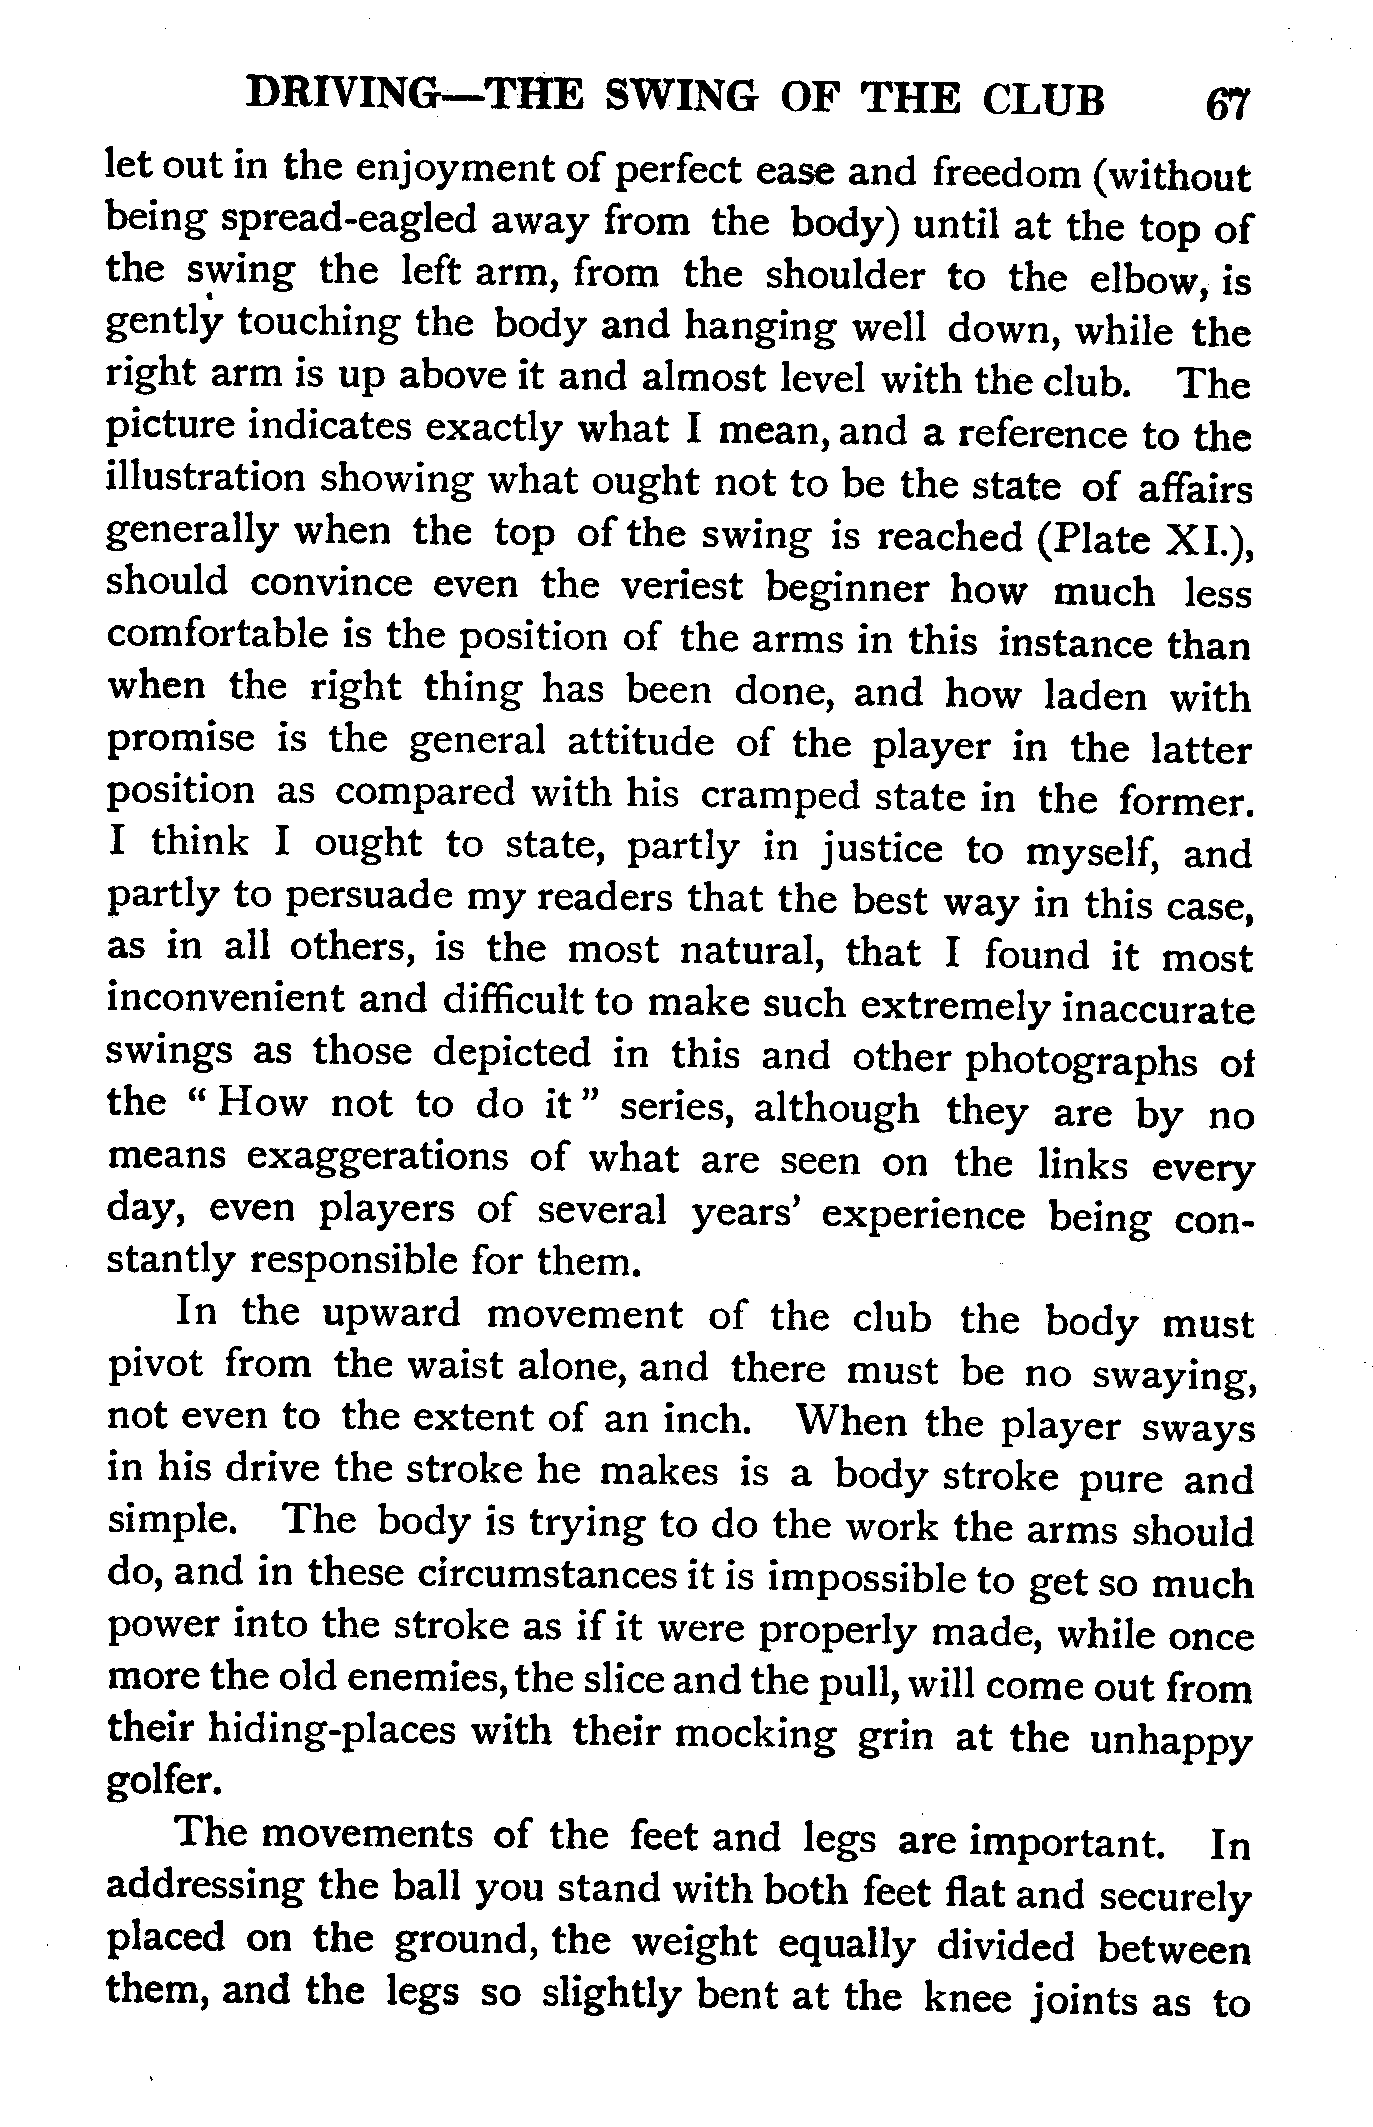 DRIVING—THE SWING OF THE CLUB 67
let out in the enjoyment of perfect ease and freedom (without
being spread-eagled away from the body) until at the top of
the swing the left arm, from the shoulder to the elbow, is
gently touching the body and hanging well down, while the
right arm is up above it and almost level with the club. The
picture indicates exactly what I mean, and a reference to the
illustration showing what ought not to be the state of affairs
generally when the top of the swing is reached (Plate XI.),
should convince even the veriest beginner how much less
comfortable is the position of the arms in this instance than
when the right thing has been done, and how laden with
promise is the general attitude of the player in the latter
position as compared with his cramped state in the former.
I think I ought to state, partly in justice to myself, and
partly to persuade my readers that the best way in this case,
as in all others, is the most natural, that I found it most
inconvenient and difficult to make such extremely inaccurate
swings as those depicted in this and other photographs of
the “ How not to do it ” series, although they are by no
means exaggerations of what are seen on the links every
day, even players of several years’ experience being con-
stantly responsible for them.
In the upward movement of the club the body must
pivot from the waist alone, and there must be no swaying,
not even to the extent of an inch. When the player sways
in his drive the stroke he makes is a body stroke pure and
simple. The body is trying to do the work the arms should
do, and in these circumstances it is impossible to get so much
power into the stroke as if it were properly made, while once
more the old enemies, the slice and the pull, will come out from
their hiding-places with their mocking grin at the unhappy
golfer.
The movements of the feet and legs are important. In
addressing the ball you stand with both feet flat and securely
placed on the ground, the weight equally divided between
them, and the legs so slightly bent at the knee joints as to